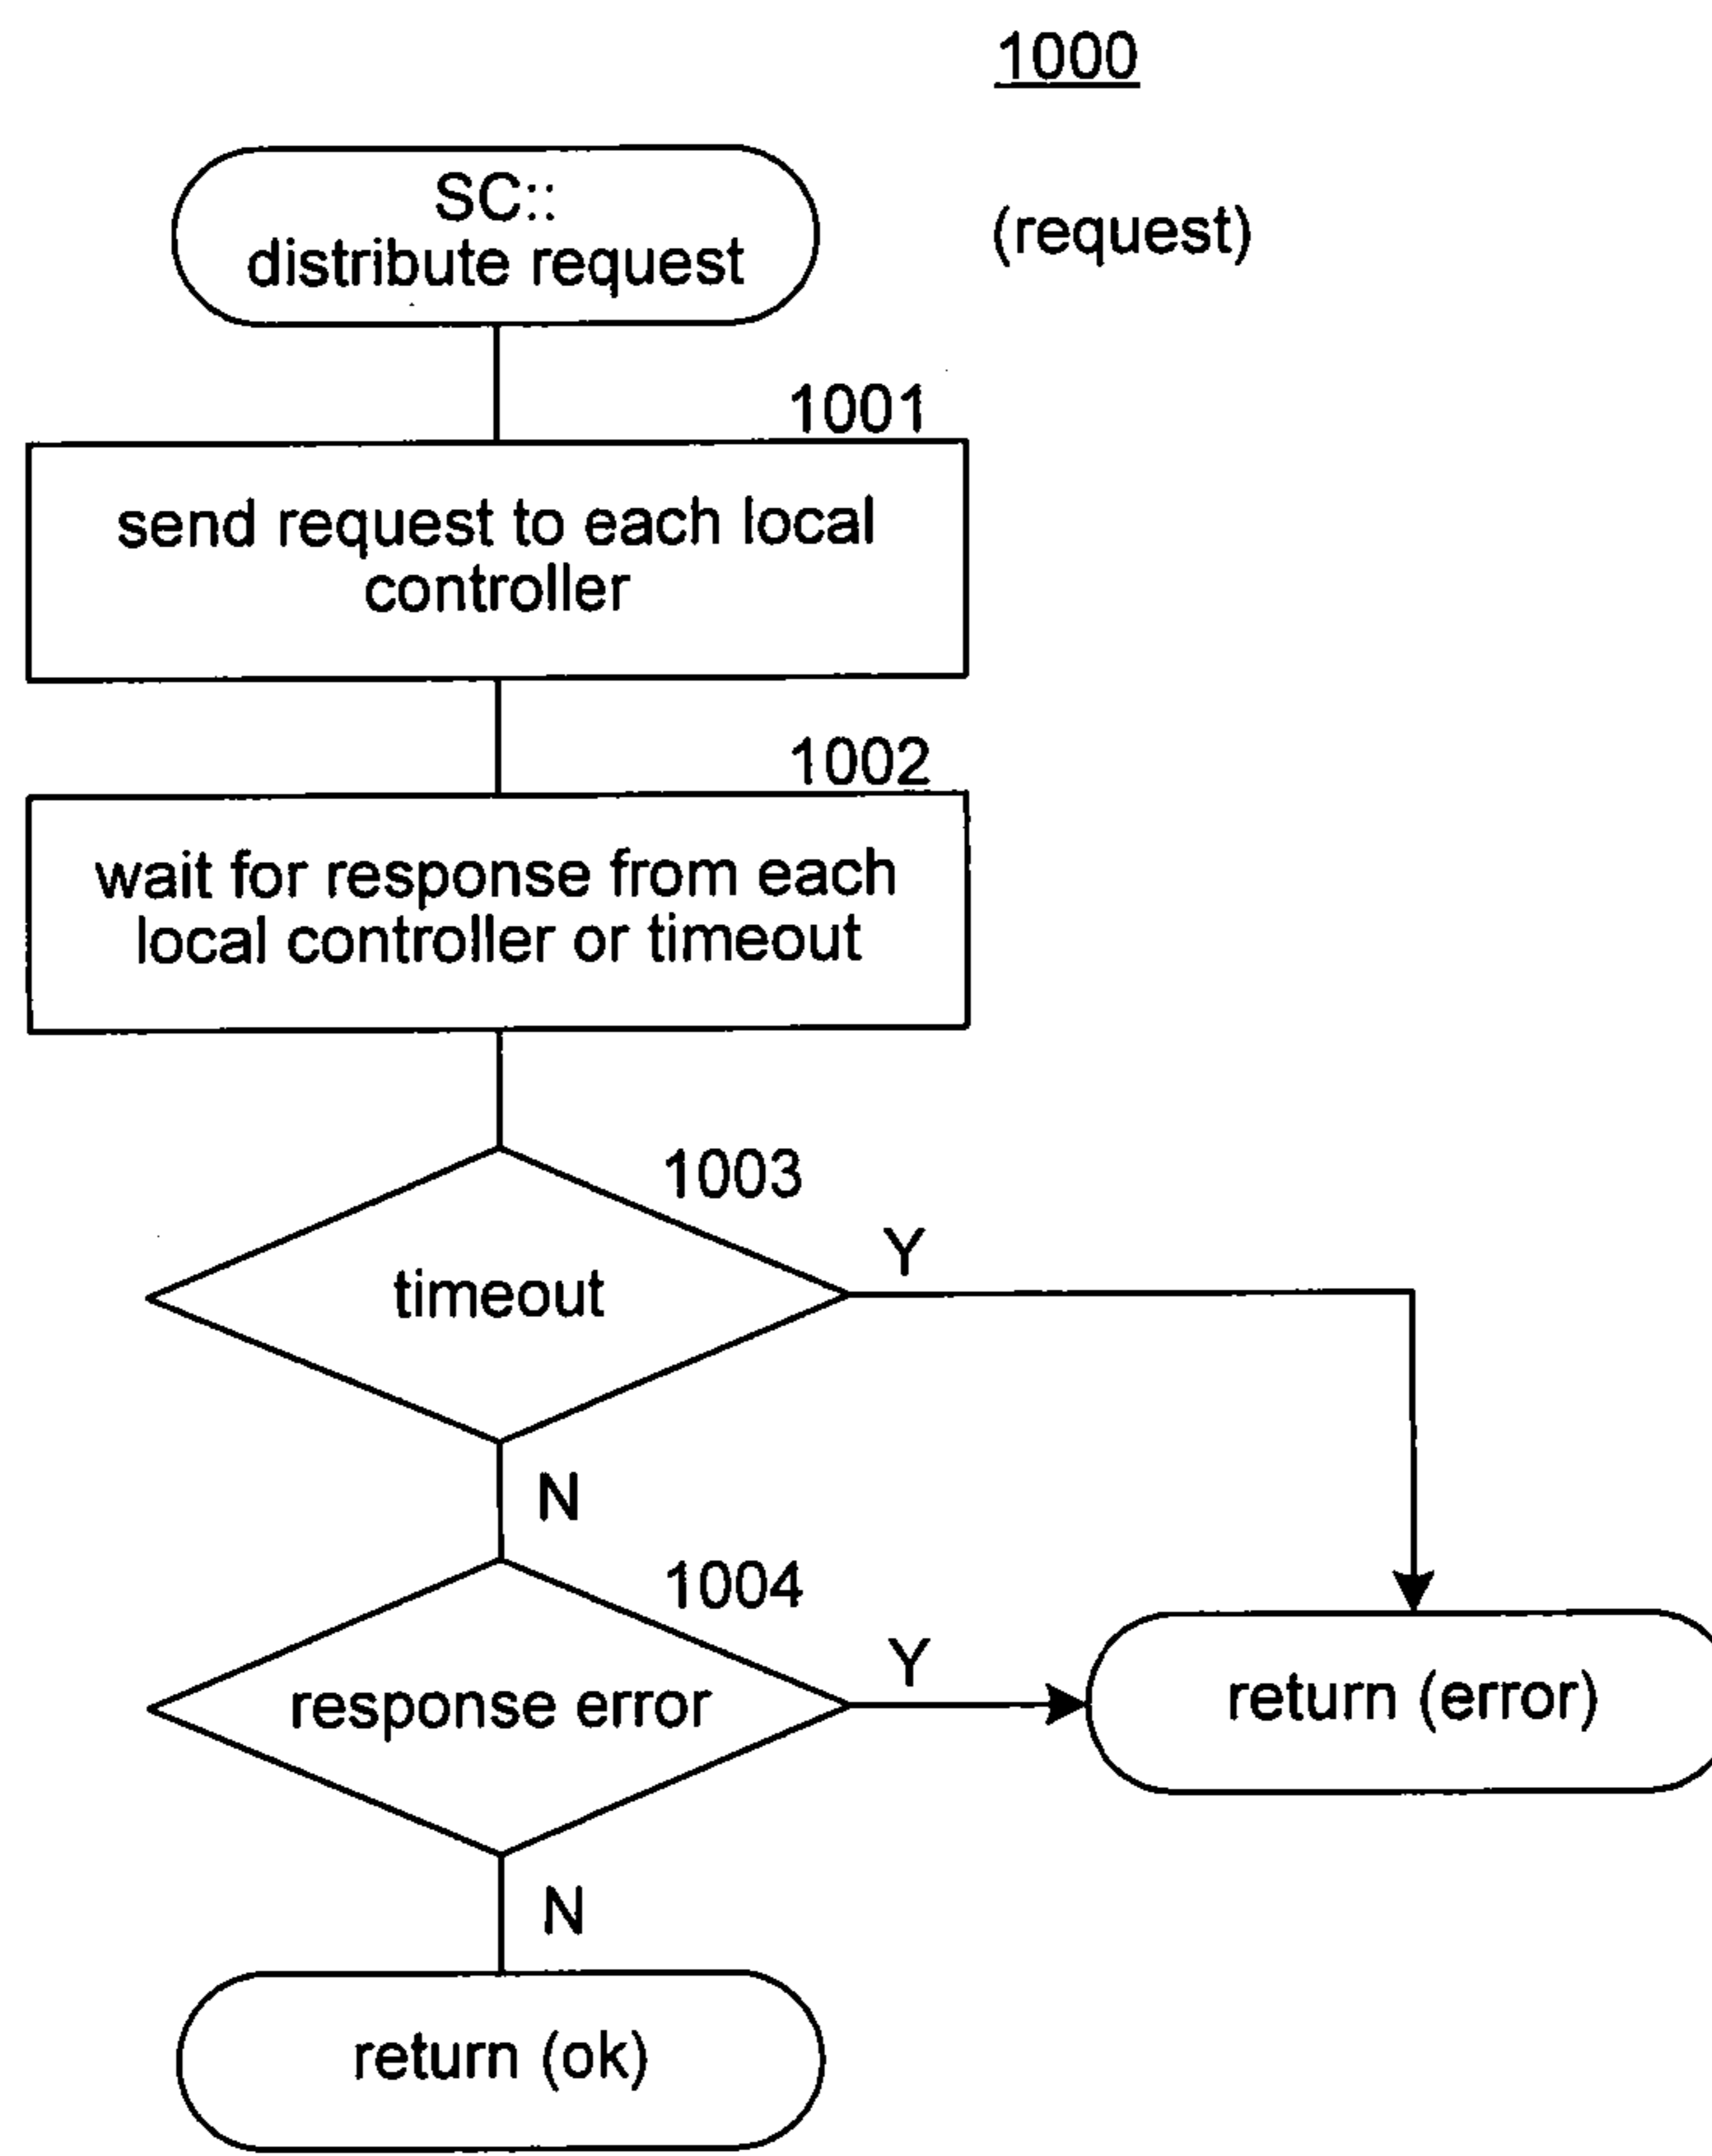 1000
SC::
distribute request
(request)
1001
send request to each local
controller
1002
wait for response from each
local controller or timeout
1003
timeout
Y
N
1004
response error
Y
return (error)
N
return (ok)